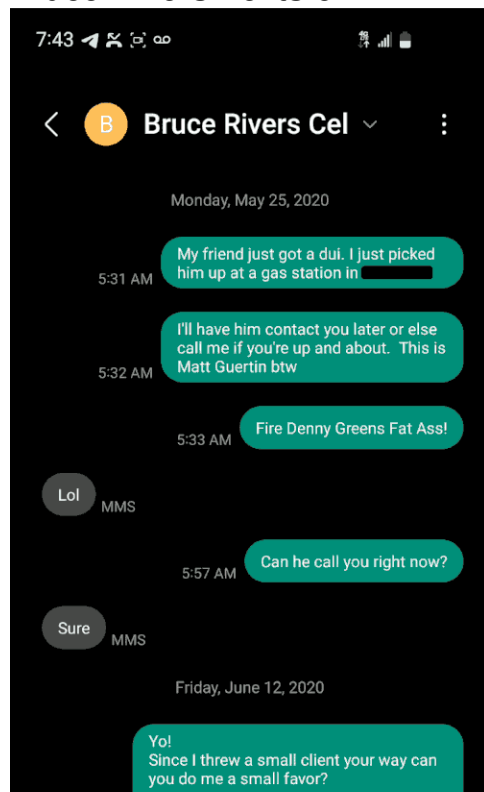 7:43
B Bruce Rivers Cel
Monday, May 25, 2020
My friend just got a dui. I just picked
him up at a gas station in
5:31 AM
I'll have him contact you later or else
call me if you're up and about. This is
Matt Guertin btw
5:32 AM
Fire Denny Greens Fat Ass!
5:33 AM
Lol
MMS
Can he call you right now?
5:57 AM
Sure
MMS
Friday, June 12, 2020
Yo!
Since I threw a small client your way can
you do me a small favor?